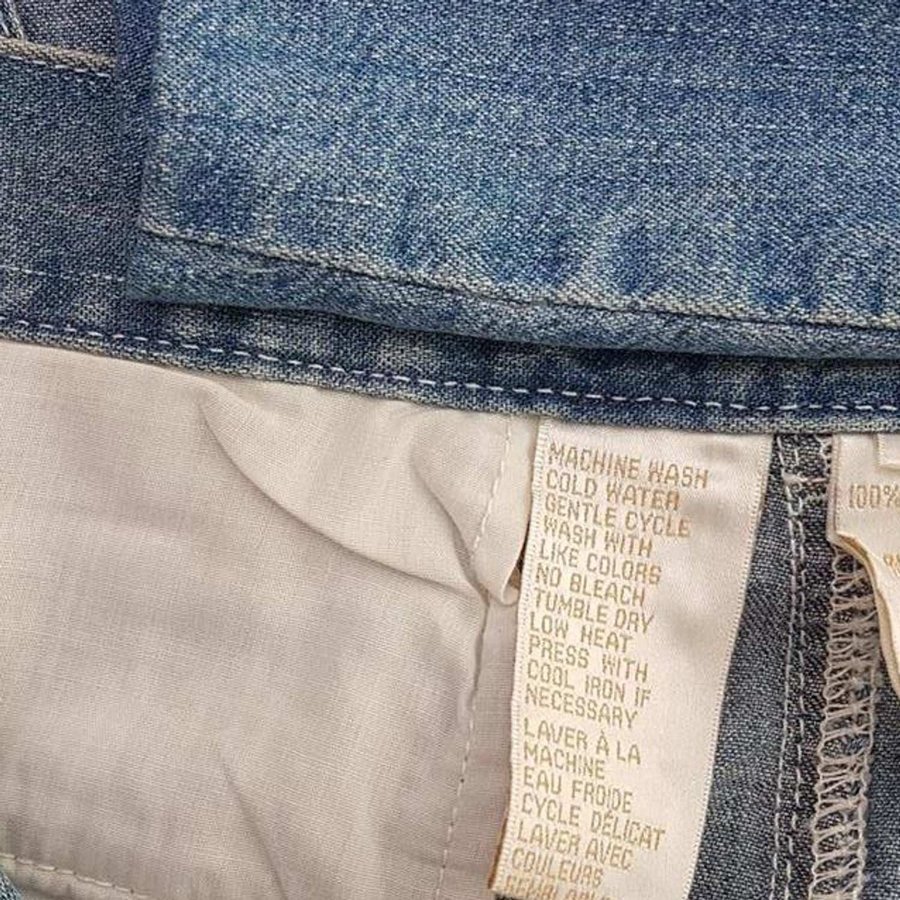 MACHINE WASH
COLD WATER
GENTLE CYCLE
WASH WITH
LIKE COLORS
NO BLEACH
TUMBLE DRY
LOW HEAT
PRESS WITH
COOL IRON IF
NECESSARY
LAVER À LA
MACHINE
EAU FROIDE
CYCLE DÉLICAT
LAVER AVEC
COULEURS
100%